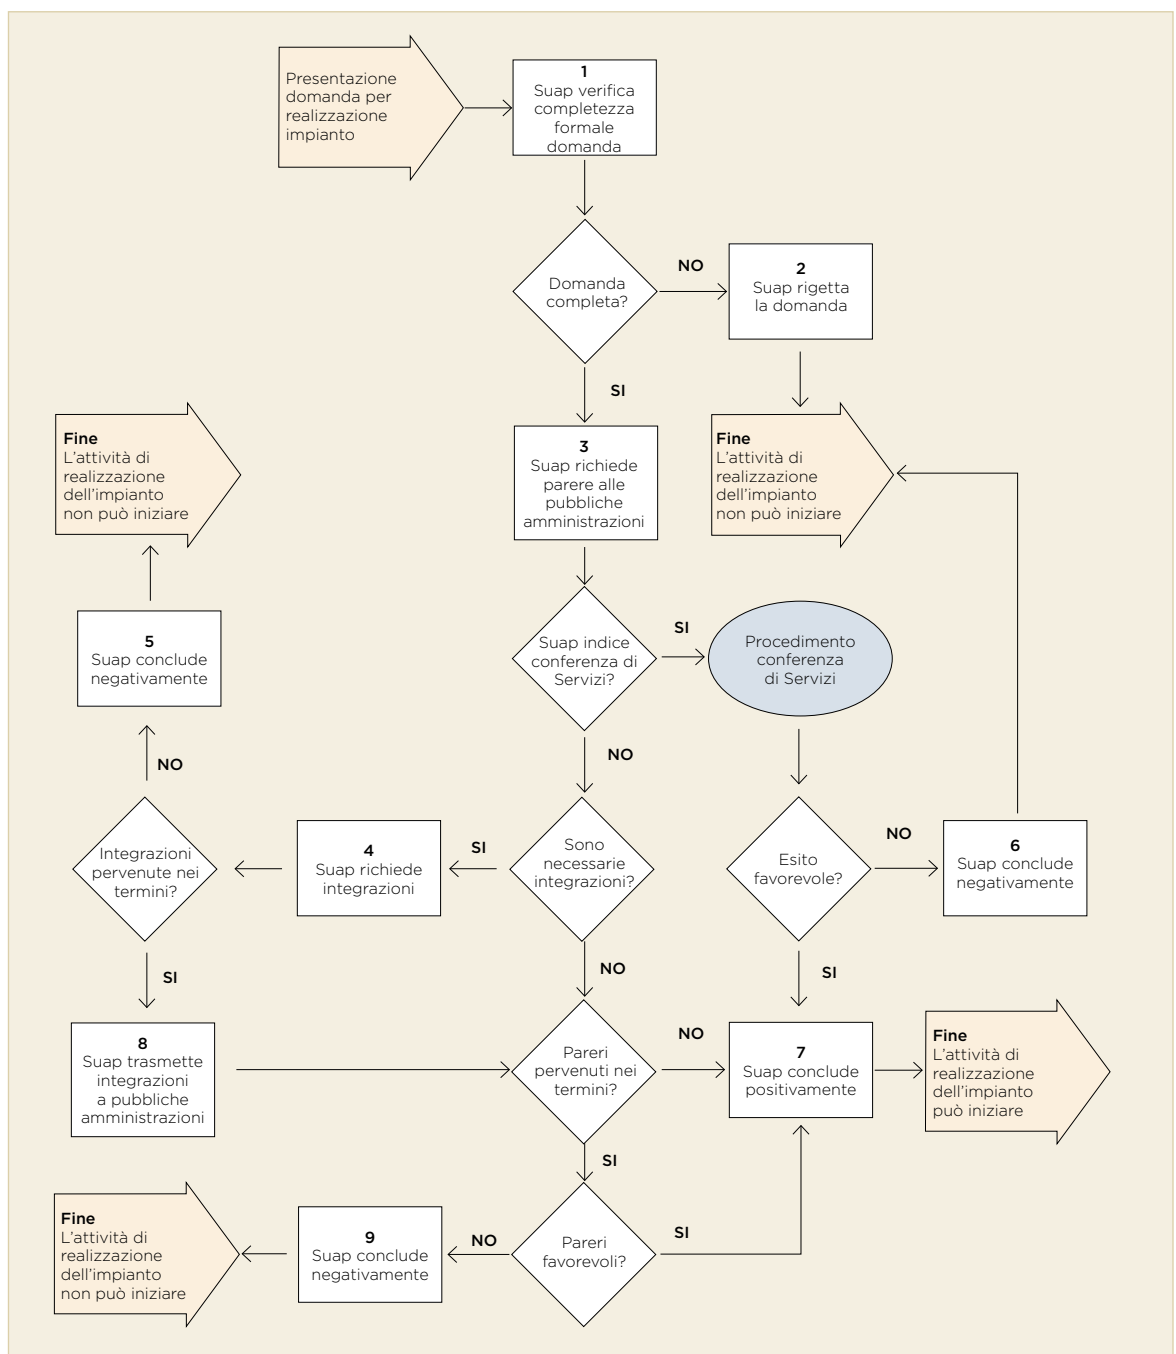 Presentazione
domanda per
realizzazione
impianto
1
Suap verifica
completezza
formale
domanda
Domanda
completa?
NO
2
Suap rigetta
la domanda
SI
Fine
L'attività di
realizzazione
dell'impianto
non può iniziare
3
Suap richiede
parere alle
pubbliche
amministrazioni
Fine
L'attività di
realizzazione
dell'impianto
non può iniziare
5
Suap conclude
negativamente
Suap indice
conferenza di
Servizi?
SI
Procedimento
conferenza
di Servizi
NO
NO
Integrazioni
pervenute nei
termini?
4
Suap richiede
integrazioni
SI
Sono
necessarie
integrazioni?
Esito
favorevole?
NO
6
Suap conclude
negativamente
SI
NO
SI
8
Suap trasmette
integrazioni
a pubbliche
amministrazioni
Pareri
pervenuti nei
termini?
NO
7
Suap conclude
positivamente
Fine
L'attività di
realizzazione
dell'impianto
può iniziare
SI
Fine
L'attività di
realizzazione
dell'impianto
non può iniziare
9
Suap conclude
negativamente
NO
Pareri
favorevoli?
SI